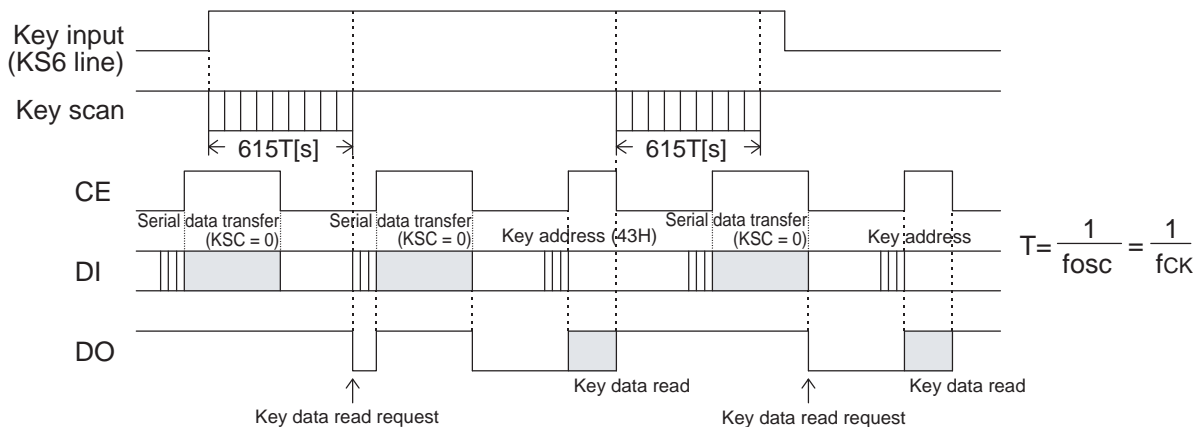 Key input
(KS6 line)
Key scan
615T[s]
615T[s]
CE
Serial data transfer
(KSC = 0)
Serial data transfer
(KSC = 0)
Key address (43H)
Serial data transfer
(KSC = 0)
Key address
DI
T= 1/fosc = 1/fCK
DO
Key data read
Key data read
Key data read request
Key data read request